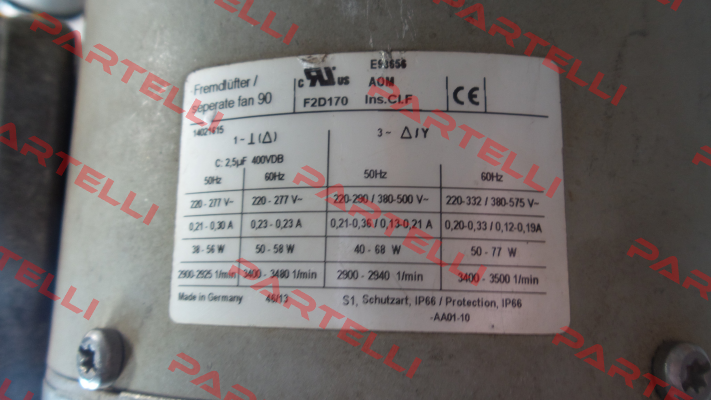 Fremdlüfter /
seperate fan 90
C UR US
E93656
AOM
F2D170
Ins.Cl.F
CE
14021415
1~ ⊥ (Δ)
3~ Δ/Y
C: 2,5µF 400VDB
50Hz 60Hz 50Hz 60Hz
220-277 V~ 220-277 V~ 220-290 / 380-500 V~ 220-332 / 380-575 V~
0,21-0,30 A 0,23-0,23 A 0,21-0,36 / 0,13-0,21 A 0,20-0,33 / 0,12-0,19A
38-56 W 50-58 W 40-68 W 50-77 W
2900-2925 1/min 3400-3480 1/min 2900-2940 1/min 3400-3500 1/min
Made in Germany 46/13 S1, Schutzart, IP66 / Protection, IP66
-AA01-10
PARTELLI
PARTELLI
PARTELLI
PARTELLI
PARTELLI
PARTELLI